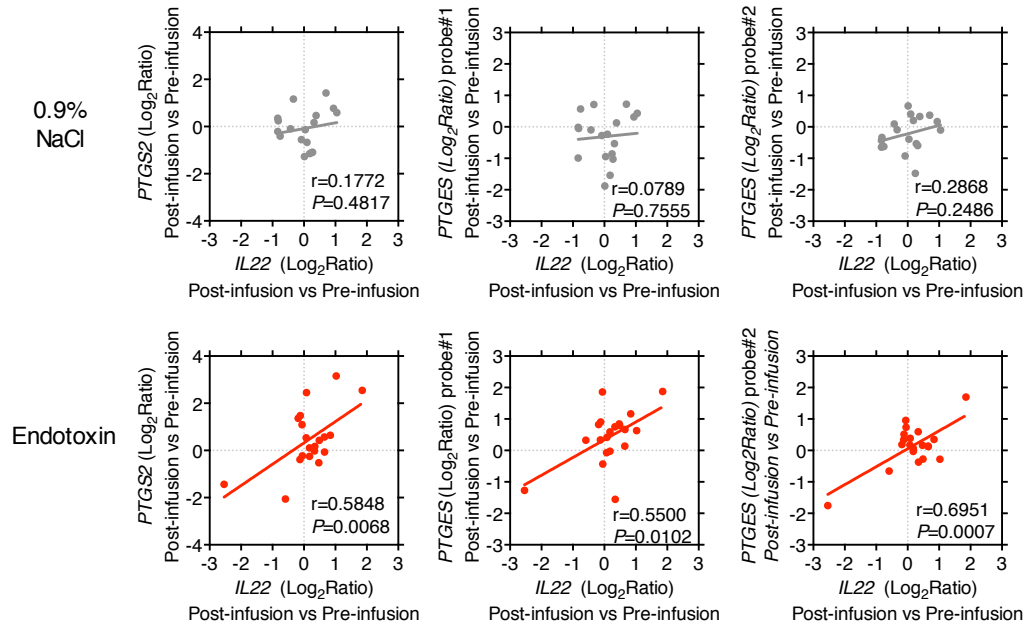 0.9%
NaCl
PTGS2 (Log2Ratio)
Post-infusion vs Pre-infusion
4
2
0
-2
-4
r=0.1772
P=0.4817
-3 -2 -1 0 1 2 3
IL22 (Log2Ratio)
Post-infusion vs Pre-infusion
PTGES (Log2Ratio) probe#1
Post-infusion vs Pre-infusion
2
1
0
-1
-2
-3
r=0.0789
P=0.7555
-3 -2 -1 0 1 2 3
IL22 (Log2Ratio)
Post-infusion vs Pre-infusion
PTGES (Log2Ratio) probe#2
Post-infusion vs Pre-infusion
2
1
0
-1
-2
-3
r=0.2868
P=0.2486
-3 -2 -1 0 1 2 3
IL22 (Log2Ratio)
Post-infusion vs Pre-infusion
Endotoxin
PTGS2 (Log2Ratio)
Post-infusion vs Pre-infusion
4
2
0
-2
-4
r=0.5848
P=0.0068
-3 -2 -1 0 1 2 3
IL22 (Log2Ratio)
Post-infusion vs Pre-infusion
PTGES (Log2Ratio) probe#1
Post-infusion vs Pre-infusion
3
2
1
0
-1
-2
-3
r=0.5500
P=0.0102
-3 -2 -1 0 1 2 3
IL22 (Log2Ratio)
Post-infusion vs Pre-infusion
PTGES (Log2Ratio) probe#2
Post-infusion vs Pre-infusion
3
2
1
0
-1
-2
-3
r=0.6951
P=0.0007
-3 -2 -1 0 1 2 3
IL22 (Log2Ratio)
Post-infusion vs Pre-infusion